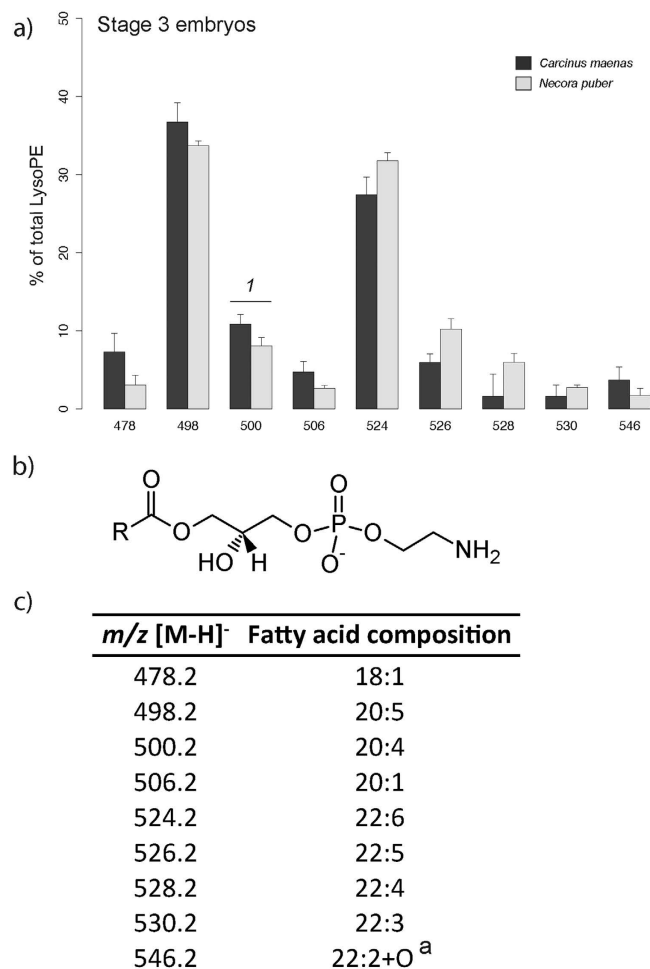 a)
Stage 3 embryos
Carcinus maenas
Necora puber
% of total LysoPE
50
40
30
20
10
0
1
478 498 500 506 524 526 528 530 546
b)
O O
R O O P O NH₂
HO H O⁻
c)
m/z [M-H]⁻ Fatty acid composition
478.2 18:1
498.2 20:5
500.2 20:4
506.2 20:1
524.2 22:6
526.2 22:5
528.2 22:4
530.2 22:3
546.2 22:2+O ᵃ